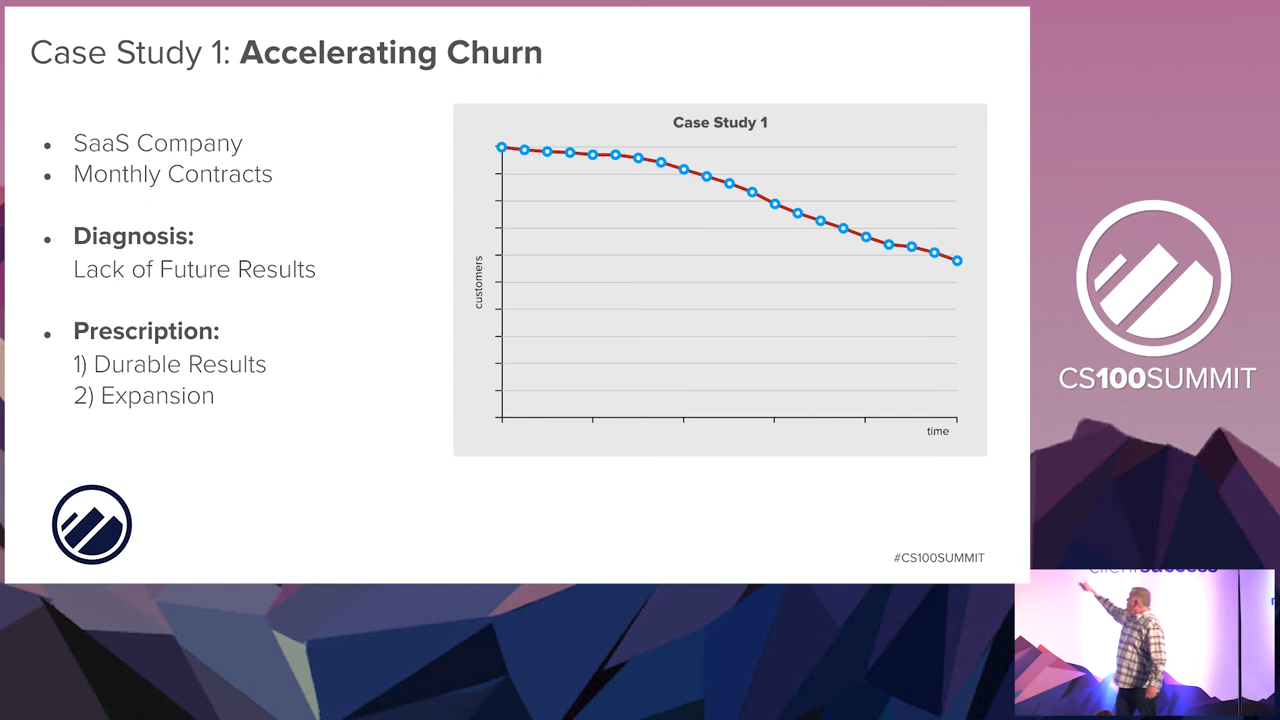 Case Study 1: Accelerating Churn
• SaaS Company
• Monthly Contracts
• Diagnosis:
Lack of Future Results
• Prescription:
1) Durable Results
2) Expansion
Case Study 1
customers
time
#CS100SUMMIT
CS100SUMMIT
clientsuccess